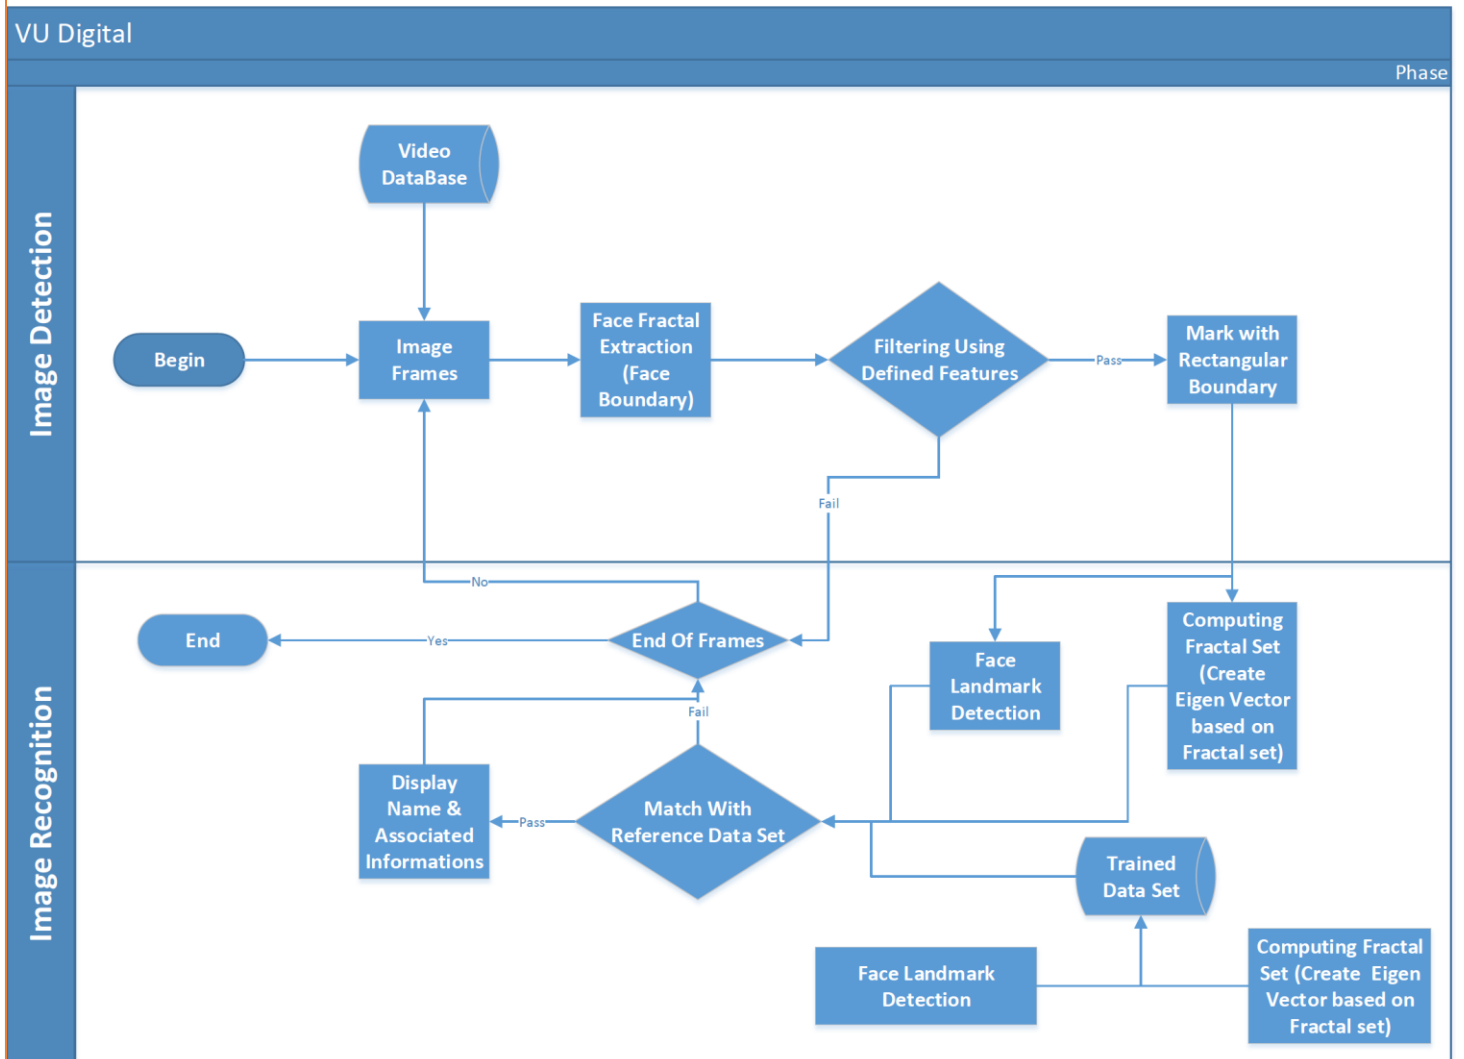 VU Digital
Phase
Image Detection
Video
DataBase
Begin
Image
Frames
Face Fractal
Extraction
(Face
Boundary)
Filtering Using
Defined Features
Pass
Mark with
Rectangular
Boundary
Fail
Image Recognition
No
End
Yes
End Of Frames
Fail
Face
Landmark
Detection
Computing
Fractal Set
(Create
Eigen Vector
based on
Fractal set)
Display
Name &
Associated
Informations
Pass
Match With
Reference Data Set
Trained
Data Set
Face Landmark
Detection
Computing Fractal
Set (Create Eigen
Vector based on
Fractal set)